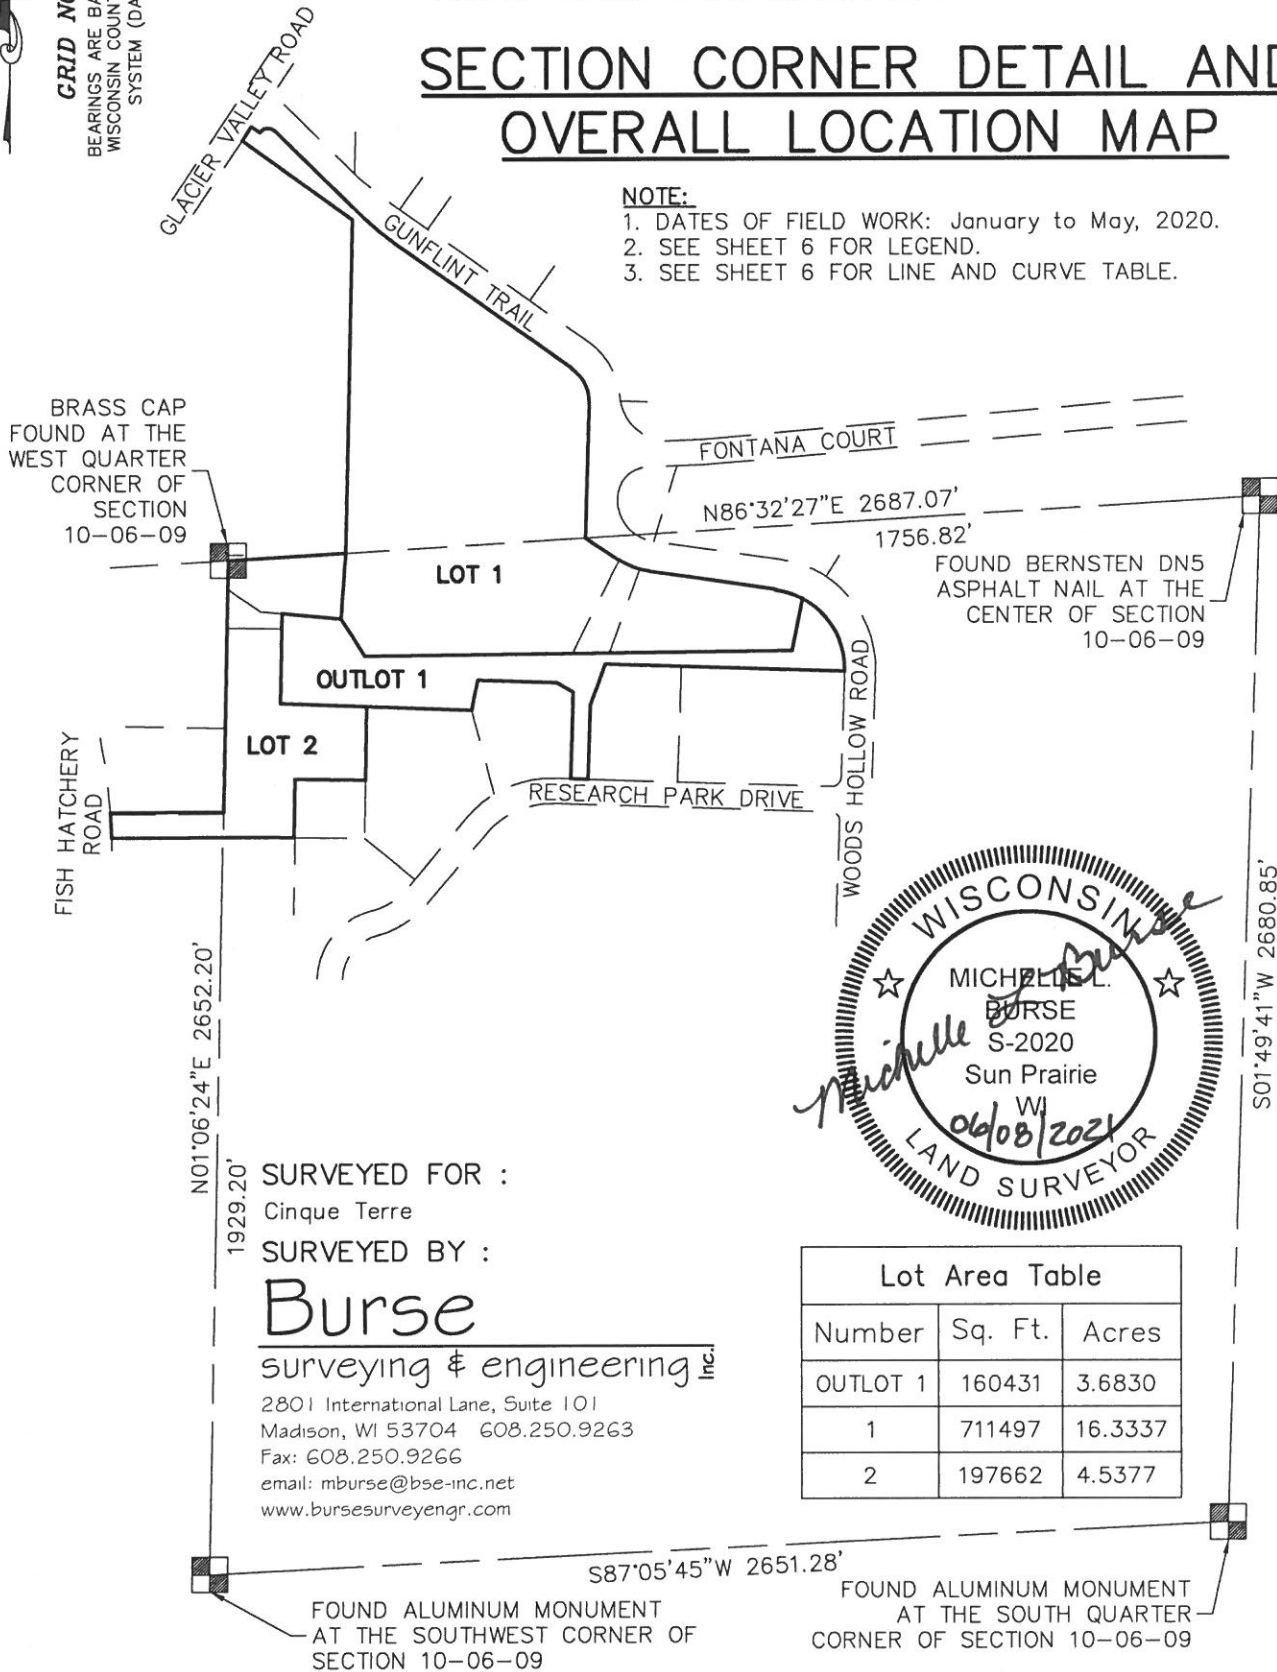 SECTION CORNER DETAIL AND
OVERALL LOCATION MAP
BEARINGS ARE
WISCONSIN
SYSTEM
GRID
NOTE:
1. DATES OF FIELD WORK: January to May, 2020.
2. SEE SHEET 6 FOR LEGEND.
3. SEE SHEET 6 FOR LINE AND CURVE TABLE.
GLACIER VALLEY ROAD
GUNFLINT TRAIL
BRASS CAP
FOUND AT THE
WEST QUARTER
CORNER OF
SECTION
10-06-09
FONTANA COURT
N86°32'27"E 2687.07'
1756.82'
FOUND BERNSTEN DN5
ASPHALT NAIL AT THE
CENTER OF SECTION
10-06-09
LOT 1
OUTLOT 1
LOT 2
FISH HATCHERY
ROAD
RESEARCH PARK DRIVE
WOODS HOLLOW ROAD
N01°06'24"E 2652.20'
1929.20'
S01°49'41"W 2680.85'
WISCONSIN
MICHELLE L.
BURSE
S-2020
Sun Prairie
WI
06/08/2021
LAND SURVEYOR
Michelle L Burse
SURVEYED FOR :
Cinque Terre
SURVEYED BY :
Burse
surveying & engineering Inc.
2801 International Lane, Suite 101
Madison, WI 53704 608.250.9263
Fax: 608.250.9266
email: mburse@bse-inc.net
www.bursesurveyengr.com
Lot Area Table
Number Sq. Ft. Acres
OUTLOT 1 160431 3.6830
1 711497 16.3337
2 197662 4.5377
S87°05'45"W 2651.28'
FOUND ALUMINUM MONUMENT
AT THE SOUTHWEST CORNER OF
SECTION 10-06-09
FOUND ALUMINUM MONUMENT
AT THE SOUTH QUARTER
CORNER OF SECTION 10-06-09